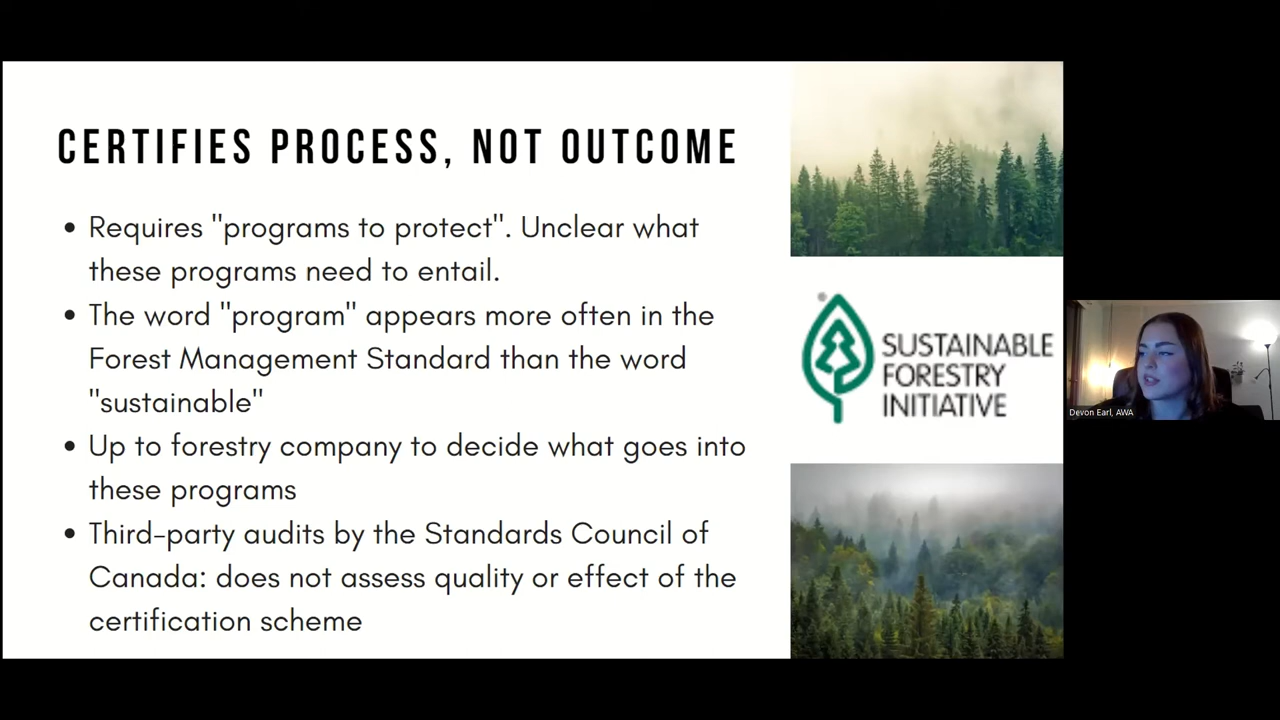 CERTIFIES PROCESS, NOT OUTCOME
• Requires "programs to protect". Unclear what
these programs need to entail.
• The word "program" appears more often in the
Forest Management Standard than the word
"sustainable"
• Up to forestry company to decide what goes into
these programs
• Third-party audits by the Standards Council of
Canada: does not assess quality or effect of the
certification scheme
SUSTAINABLE
FORESTRY
INITIATIVE
Devon Earl, AWA